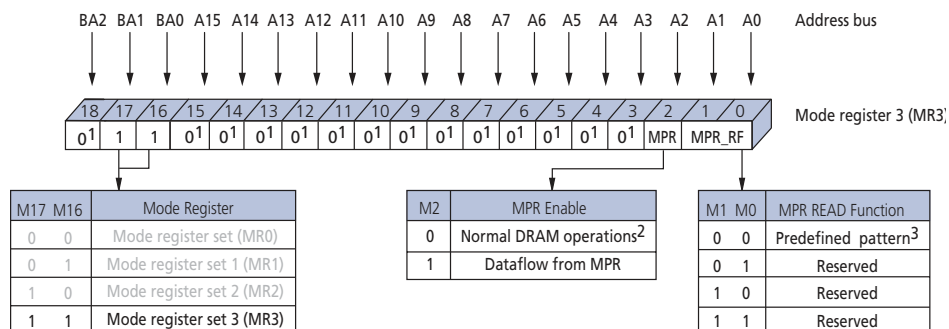 BA2 BA1 BA0 A15 A14 A13 A12 A11 A10 A9 A8 A7 A6 A5 A4 A3 A2 A1 A0 Address bus
18 17 16 15 14 13 12 11 10 9 8 7 6 5 4 3 2 1 0 Mode register 3 (MR3)
0¹ 1 1 0¹ 0¹ 0¹ 0¹ 0¹ 0¹ 0¹ 0¹ 0¹ 0¹ 0¹ 0¹ 0¹ MPR MPR_RF
M17 M16 Mode Register
0 0 Mode register set (MR0)
0 1 Mode register set 1 (MR1)
1 0 Mode register set 2 (MR2)
1 1 Mode register set 3 (MR3)
M2 MPR Enable
0 Normal DRAM operations²
1 Dataflow from MPR
M1 M0 MPR READ Function
0 0 Predefined pattern³
0 1 Reserved
1 0 Reserved
1 1 Reserved